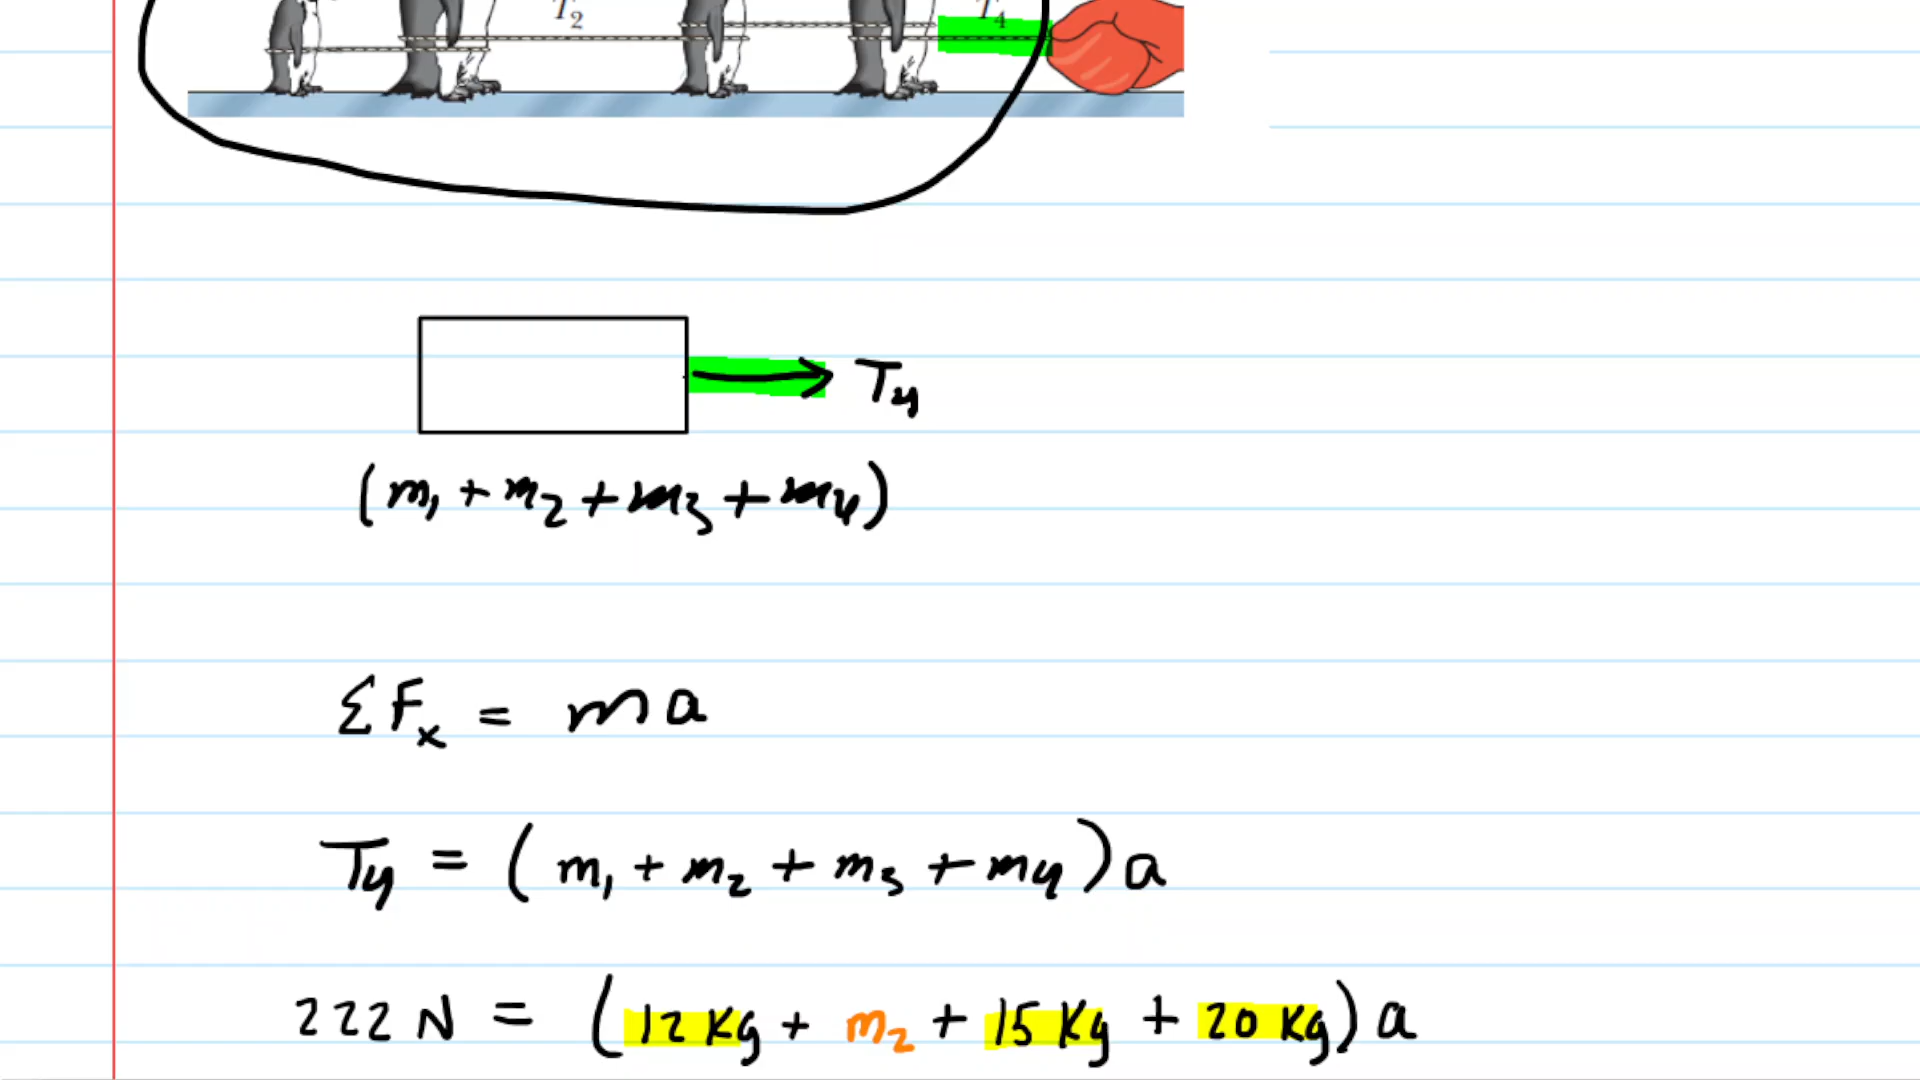 T₂ T₄
T₄
(m₁ + m₂ + m₃ + m₄)
ΣFₓ = ma
T₄ = (m₁ + m₂ + m₃ + m₄)a
222 N = (12 Kg + m₂ + 15 Kg + 20 Kg)a